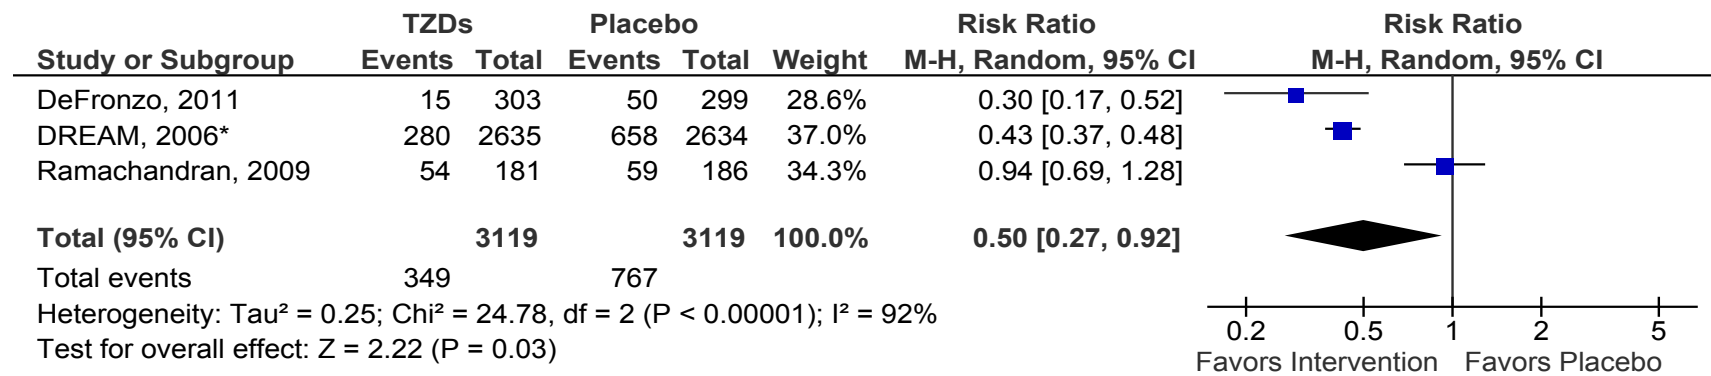 TZDs Placebo Risk Ratio Risk Ratio
Study or Subgroup Events Total Events Total Weight M-H, Random, 95% CI M-H, Random, 95% CI
DeFronzo, 2011 15 303 50 299 28.6% 0.30 [0.17, 0.52]
DREAM, 2006* 280 2635 658 2634 37.0% 0.43 [0.37, 0.48]
Ramachandran, 2009 54 181 59 186 34.3% 0.94 [0.69, 1.28]
Total (95% CI) 3119 3119 100.0% 0.50 [0.27, 0.92]
Total events 349 767
Heterogeneity: Tau² = 0.25; Chi² = 24.78, df = 2 (P < 0.00001); I² = 92%
Test for overall effect: Z = 2.22 (P = 0.03)
0.2 0.5 1 2 5
Favors Intervention Favors Placebo